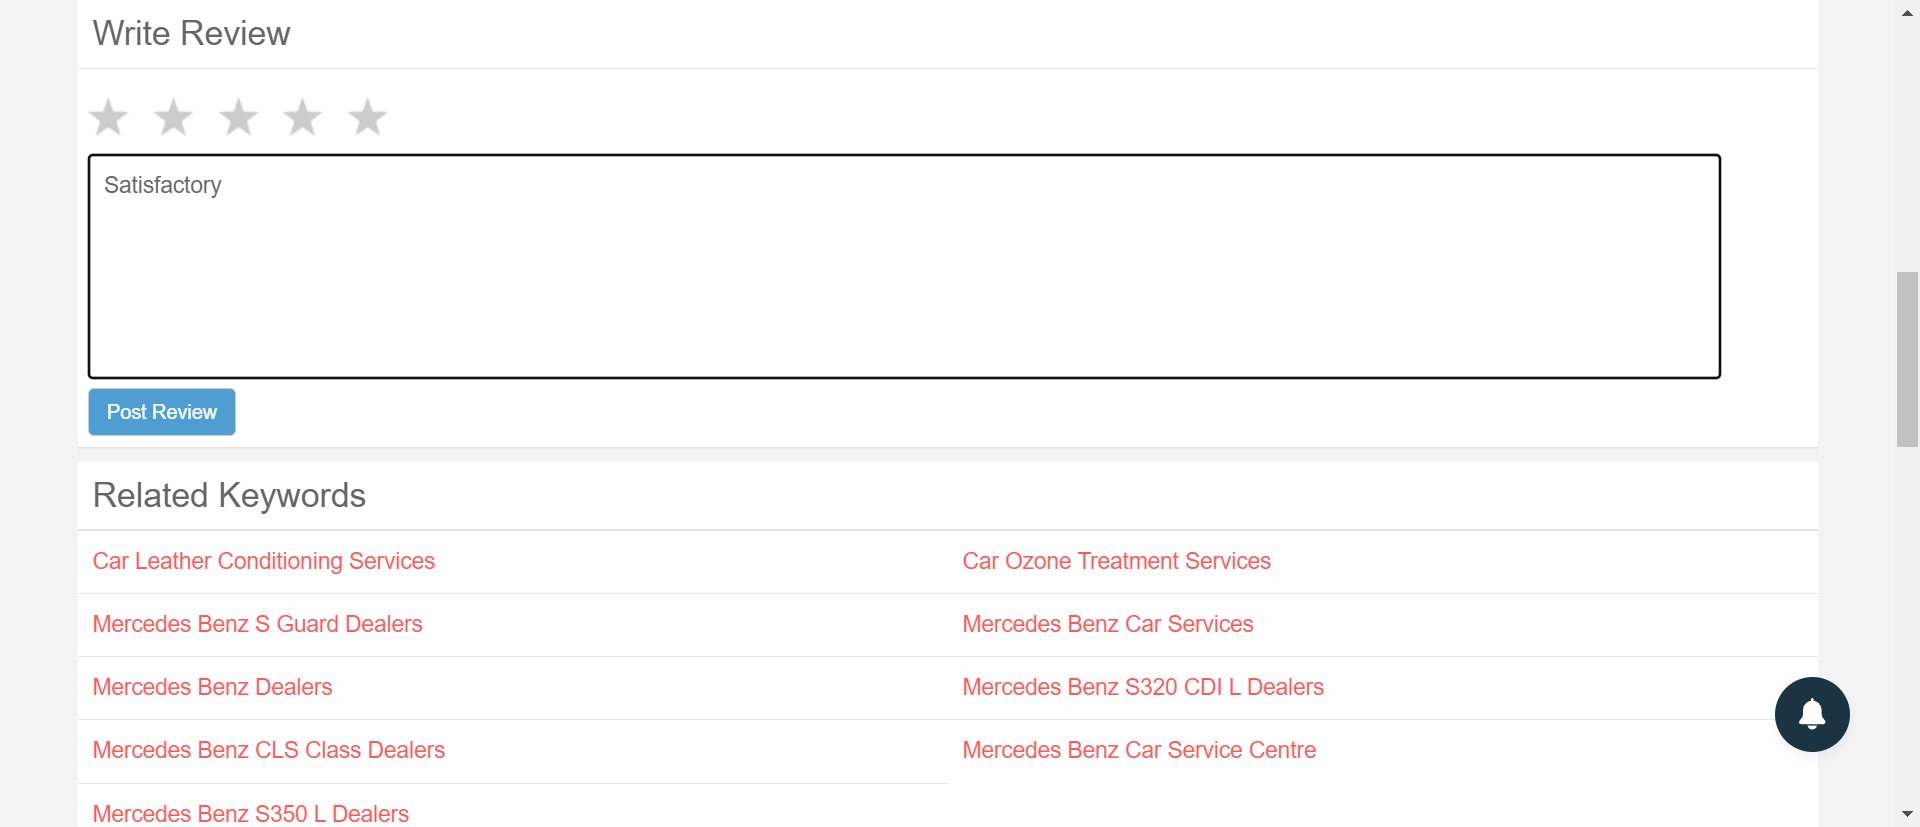 Write Review
Satisfactory
Post Review
Related Keywords
Car Leather Conditioning Services
Car Ozone Treatment Services
Mercedes Benz S Guard Dealers
Mercedes Benz Car Services
Mercedes Benz Dealers
Mercedes Benz S320 CDI L Dealers
Mercedes Benz CLS Class Dealers
Mercedes Benz Car Service Centre
Mercedes Benz S350 L Dealers